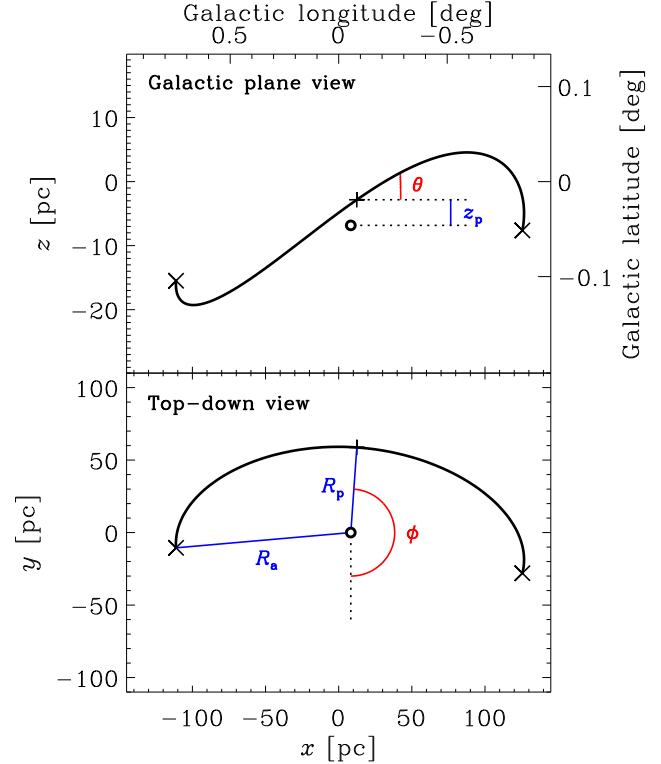 Galactic longitude [deg]
0.5 0 −0.5
Galactic plane view
10
0
−10
−20
z [pc]
0.1
0
−0.1
Galactic latitude [deg]
θ
z_p
Top−down view
100
50
0
−50
−100
y [pc]
R_p
R_a
ϕ
−100 −50 0 50 100
x [pc]